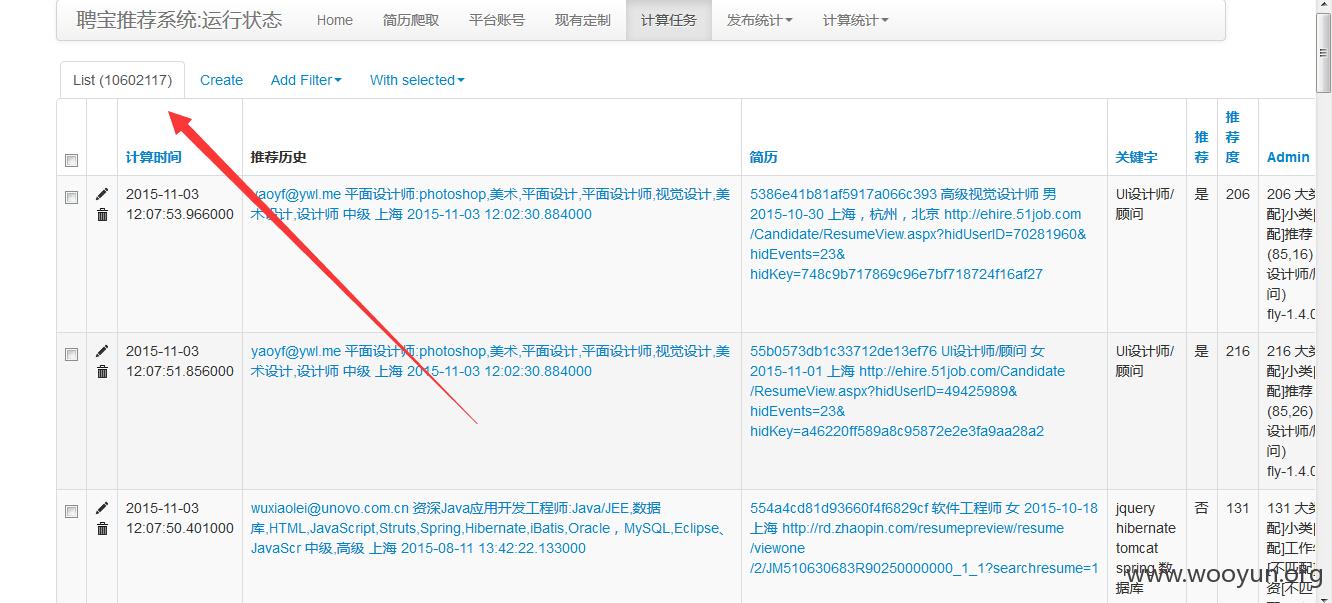 聘宝推荐系统:运行状态 Home 简历爬取 平台账号 现有定制 计算任务 发布统计 计算统计
List (10602117) Create Add Filter With selected
计算时间 推荐历史 简历 关键字 推荐 推荐度 Admin
2015-11-03
12:07:53.966000
yaoyf@ywl.me 平面设计师:photoshop,美术,平面设计,平面设计师,视觉设计,美
术设计,设计师 中级 上海 2015-11-03 12:02:30.884000
5386e41b81af5917a066c393 高级视觉设计师 男
2015-10-30 上海，杭州，北京 http://ehire.51job.com
/Candidate/ResumeView.aspx?hidUserID=70281960&
hidEvents=23&
hidKey=748c9b717869c96e7bf718724f16af27
UI设计师/
顾问
是
206
206 大类
配]小类[
配]推荐
(85,16)
设计师/顾
问)
fly-1.4.0
2015-11-03
12:07:51.856000
yaoyf@ywl.me 平面设计师:photoshop,美术,平面设计,平面设计师,视觉设计,美
术设计,设计师 中级 上海 2015-11-03 12:02:30.884000
55b0573db1c33712de13ef76 UI设计师/顾问 女
2015-11-01 上海 http://ehire.51job.com/Candidate
/ResumeView.aspx?hidUserID=49425989&
hidEvents=23&
hidKey=a46220ff589a8c95872e2e3fa9aa28a2
UI设计师/
顾问
是
216
216 大类
配]小类[
配]推荐
(85,26)
设计师/顾
问)
fly-1.4.0
2015-11-03
12:07:50.401000
wuxiaolei@unovo.com.cn 资深Java应用开发工程师:Java/JEE,数据
库,HTML,JavaScript,Struts,Spring,Hibernate,iBatis,Oracle，MySQL,Eclipse、
JavaScr 中级,高级 上海 2015-08-11 13:42:22.133000
554a4cd81d93660f4f6829cf 软件工程师 女 2015-10-18
上海 http://rd.zhaopin.com/resumepreview/resume
/viewone
/2/JM510630683R90250000000_1_1?searchresume=1
jquery
hibernate
tomcat
spring 数
据库
否
131
131 大类
配]小类[
配]工作
[不匹配
资[不匹
www.wooyun.org